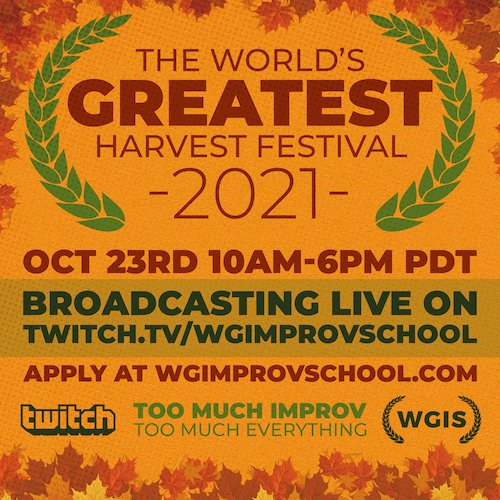 THE WORLD'S
GREATEST
HARVEST FESTIVAL
-2021-
OCT 23RD 10AM-6PM PDT
BROADCASTING LIVE ON
TWITCH.TV/WGIMPROVSCHOOL
APPLY AT WGIMPROVSCHOOL.COM
twitch
TOO MUCH IMPROV
TOO MUCH EVERYTHING
WGIS